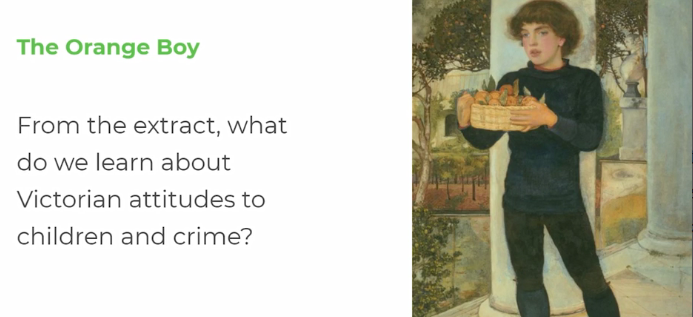 The Orange Boy
From the extract, what
do we learn about
Victorian attitudes to
children and crime?